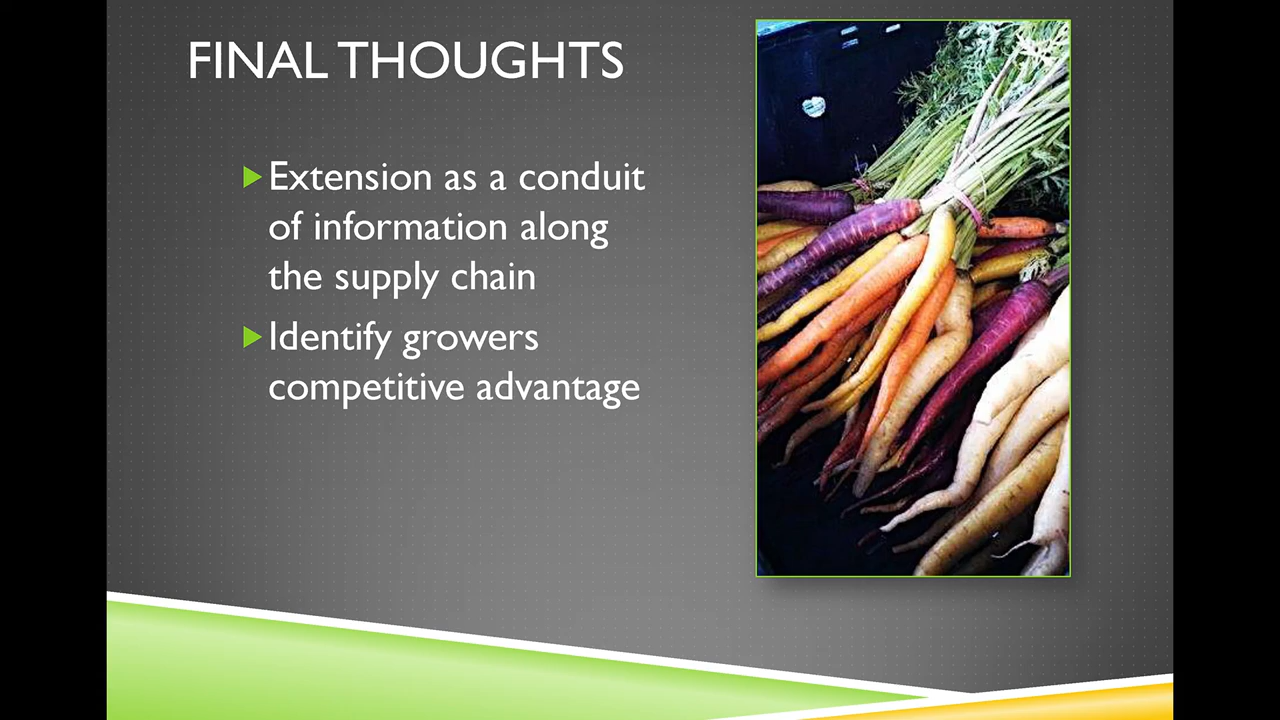 FINAL THOUGHTS
Extension as a conduit
of information along
the supply chain
Identify growers
competitive advantage